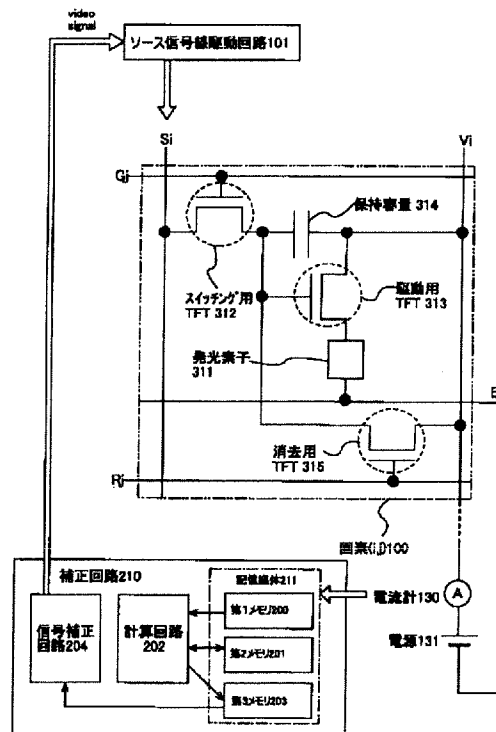 video
signal
ソース信号線駆動回路101
Si
Vi
Gj
保持容量 314
スイッチング用
TFT 312
駆動用
TFT 313
発光素子
311
E
消去用
TFT 315
Rj
画素(i,j)100
補正回路210
記憶媒体211
電流計130
A
第1メモリ200
信号補正
回路204
計算回路
202
第2メモリ201
電源131
第3メモリ203